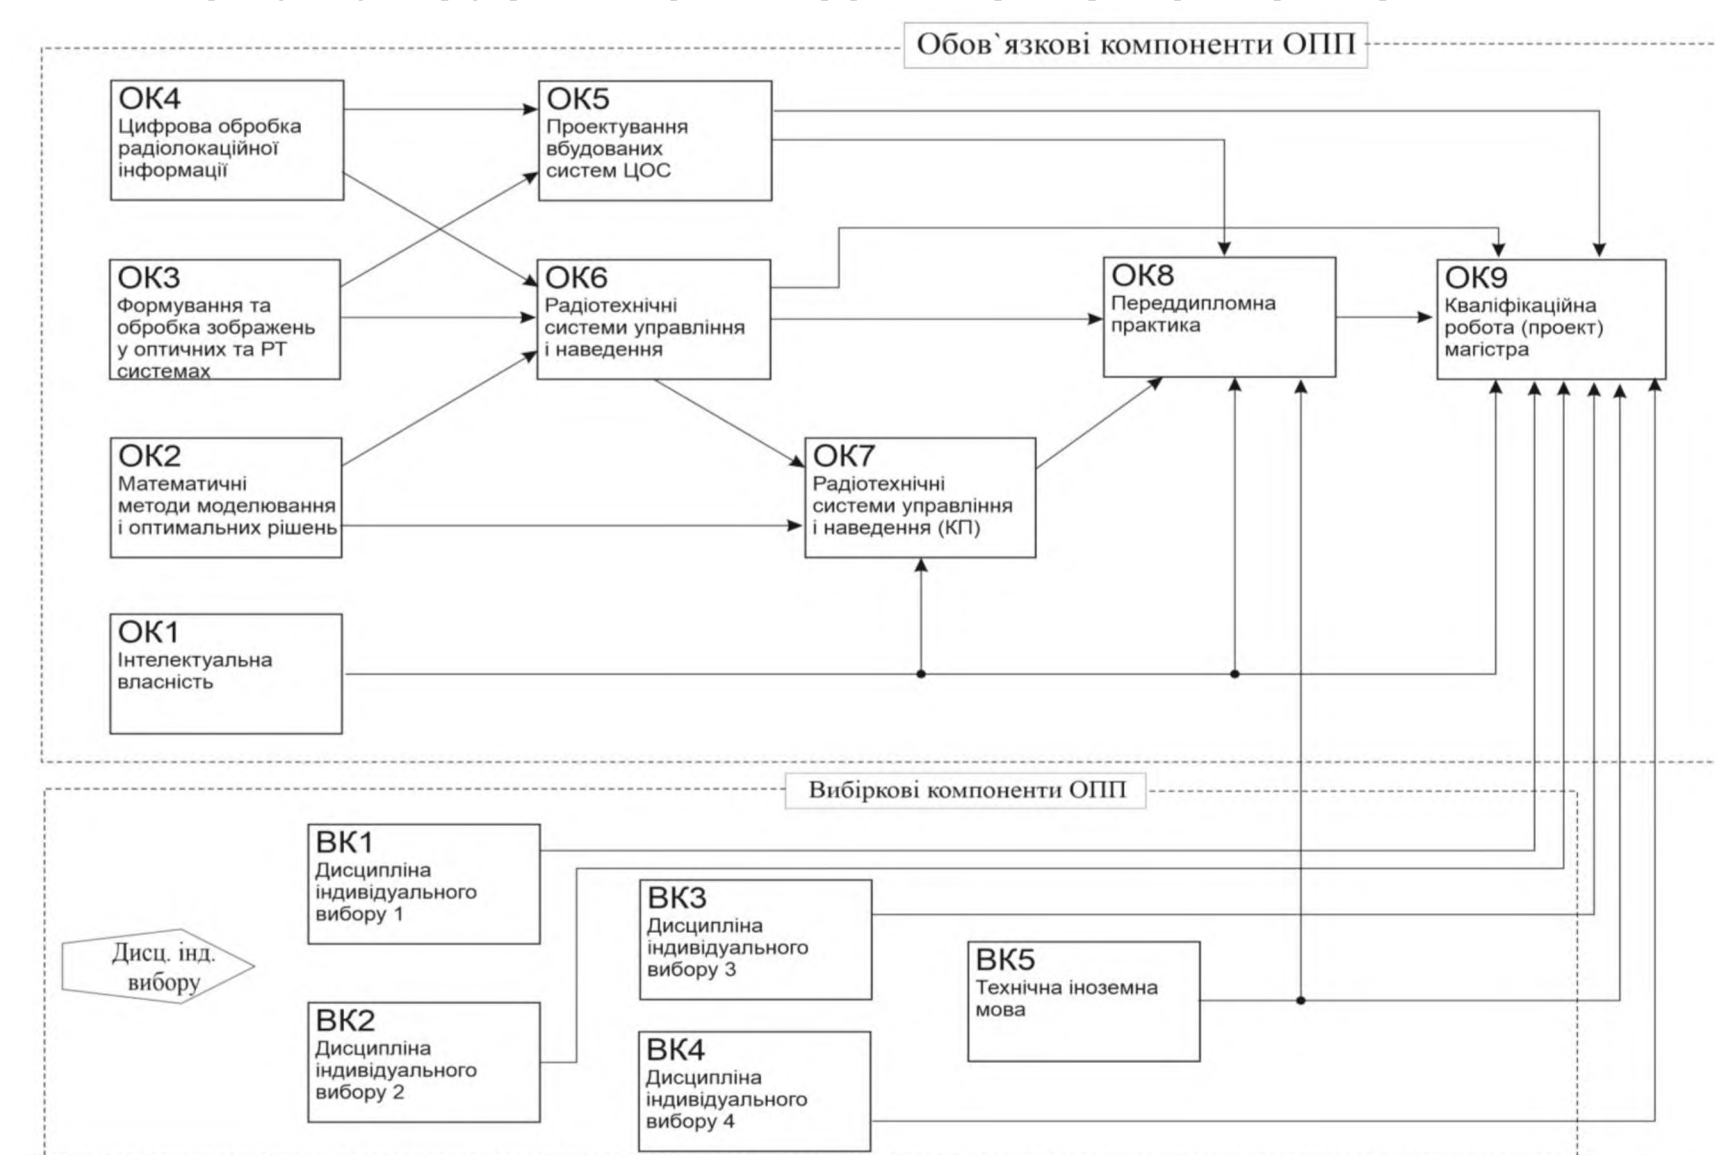 Обов`язкові компоненти ОПП
ОК4
Цифрова обробка
радіолокаційної
інформації
ОК5
Проектування
вбудованих
систем ЦОС
ОК3
Формування та
обробка зображень
у оптичних та РТ
системах
ОК6
Радіотехнічні
системи управління
і наведення
ОК8
Переддипломна
практика
ОК9
Кваліфікаційна
робота (проект)
магістра
ОК2
Математичні
методи моделювання
і оптимальних рішень
ОК7
Радіотехнічні
системи управління
і наведення (КП)
ОК1
Інтелектуальна
власність
Вибіркові компоненти ОПП
ВК1
Дисципліна
індивідуального
вибору 1
ВК3
Дисципліна
індивідуального
вибору 3
Дисц. інд.
вибору
ВК5
Технічна іноземна
мова
ВК2
Дисципліна
індивідуального
вибору 2
ВК4
Дисципліна
індивідуального
вибору 4